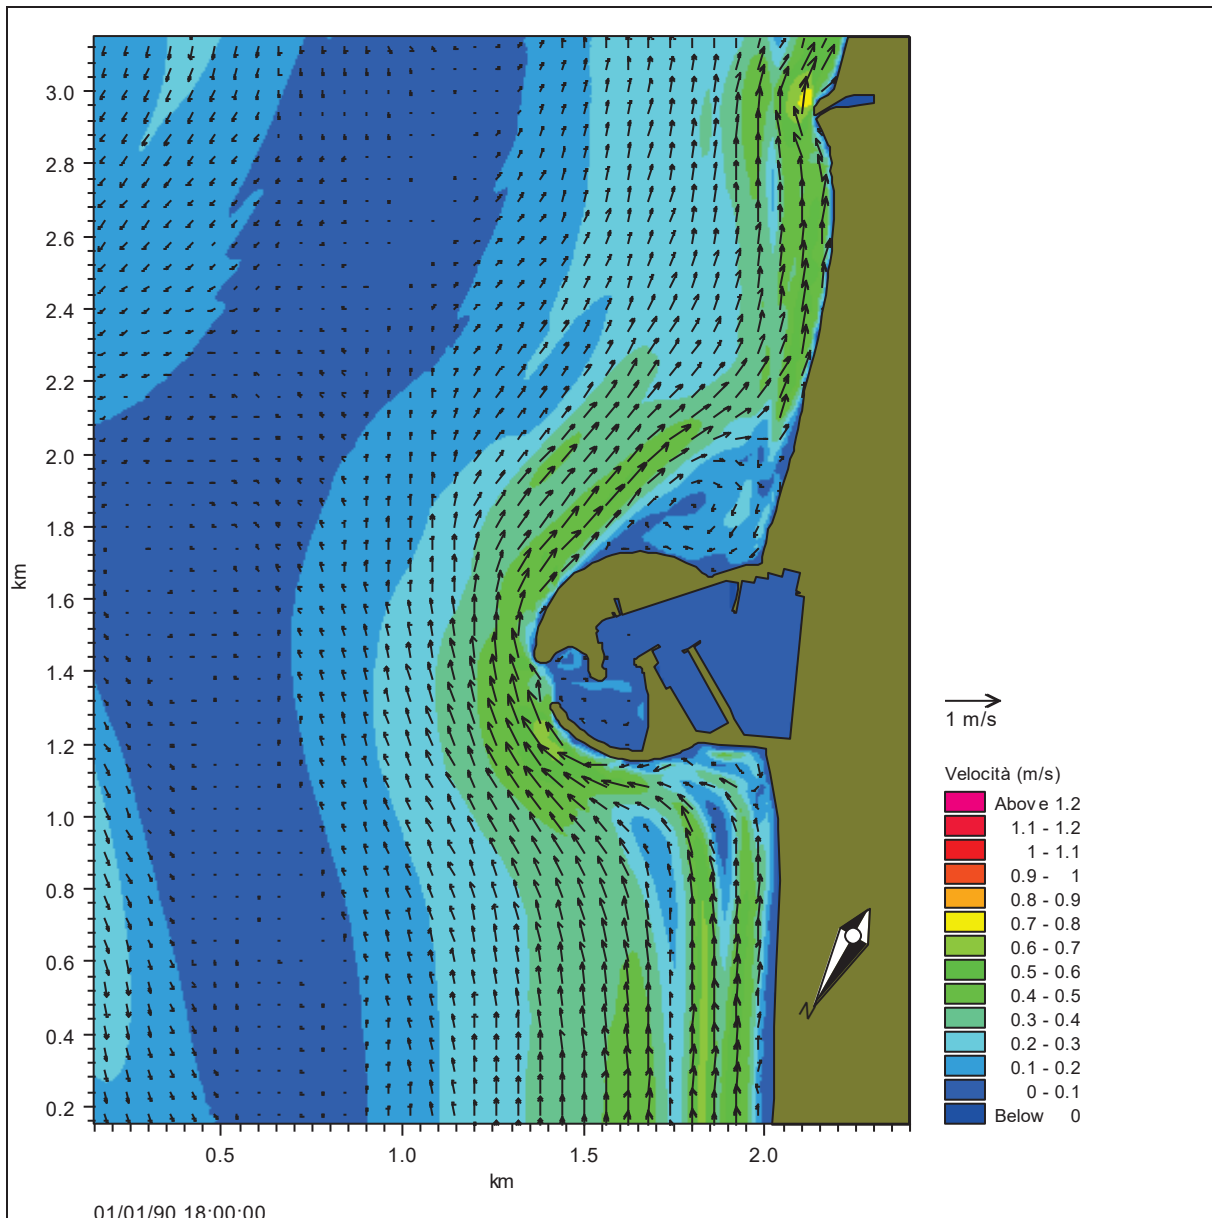 3.0
2.8
2.6
2.4
2.2
2.0
1.8
km
1.6
1.4
1.2
1.0
0.8
0.6
0.4
0.2
0.5 1.0 1.5 2.0
km
01/01/90 18:00:00
1 m/s
Velocità (m/s)
Above 1.2
1.1 - 1.2
1 - 1.1
0.9 - 1
0.8 - 0.9
0.7 - 0.8
0.6 - 0.7
0.5 - 0.6
0.4 - 0.5
0.3 - 0.4
0.2 - 0.3
0.1 - 0.2
0 - 0.1
Below 0
N